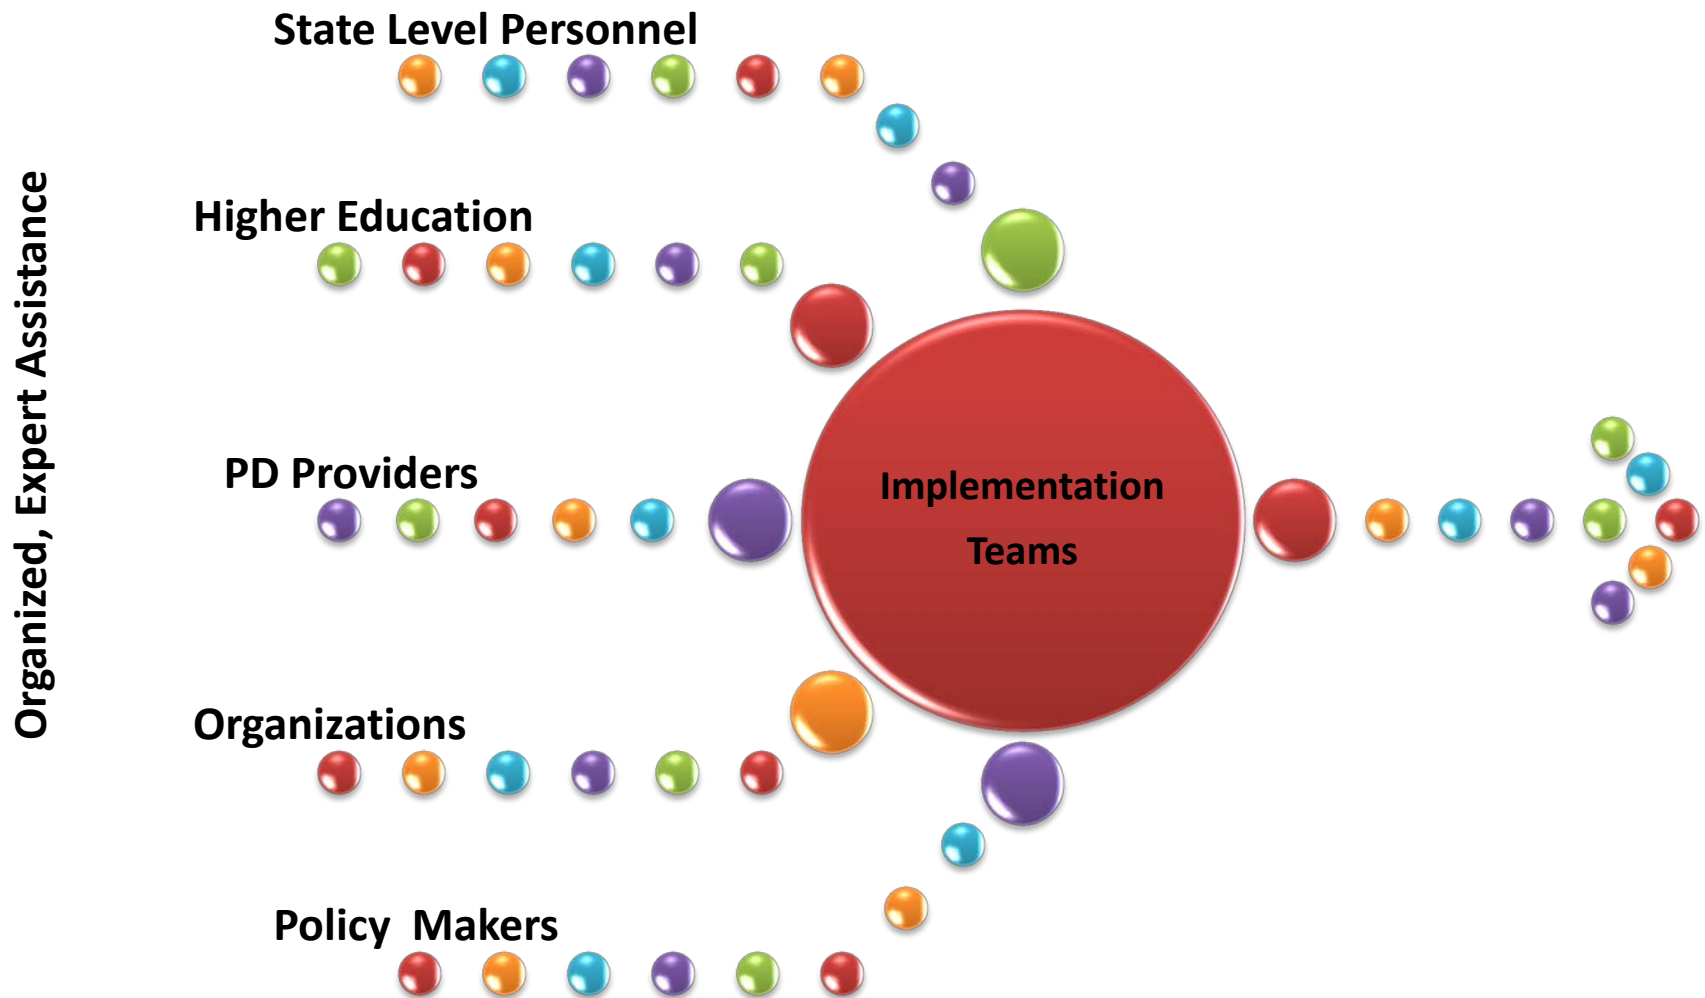 State Level Personnel
Higher Education
Organized, Expert Assistance
PD Providers
Implementation
Teams
Organizations
Policy  Makers